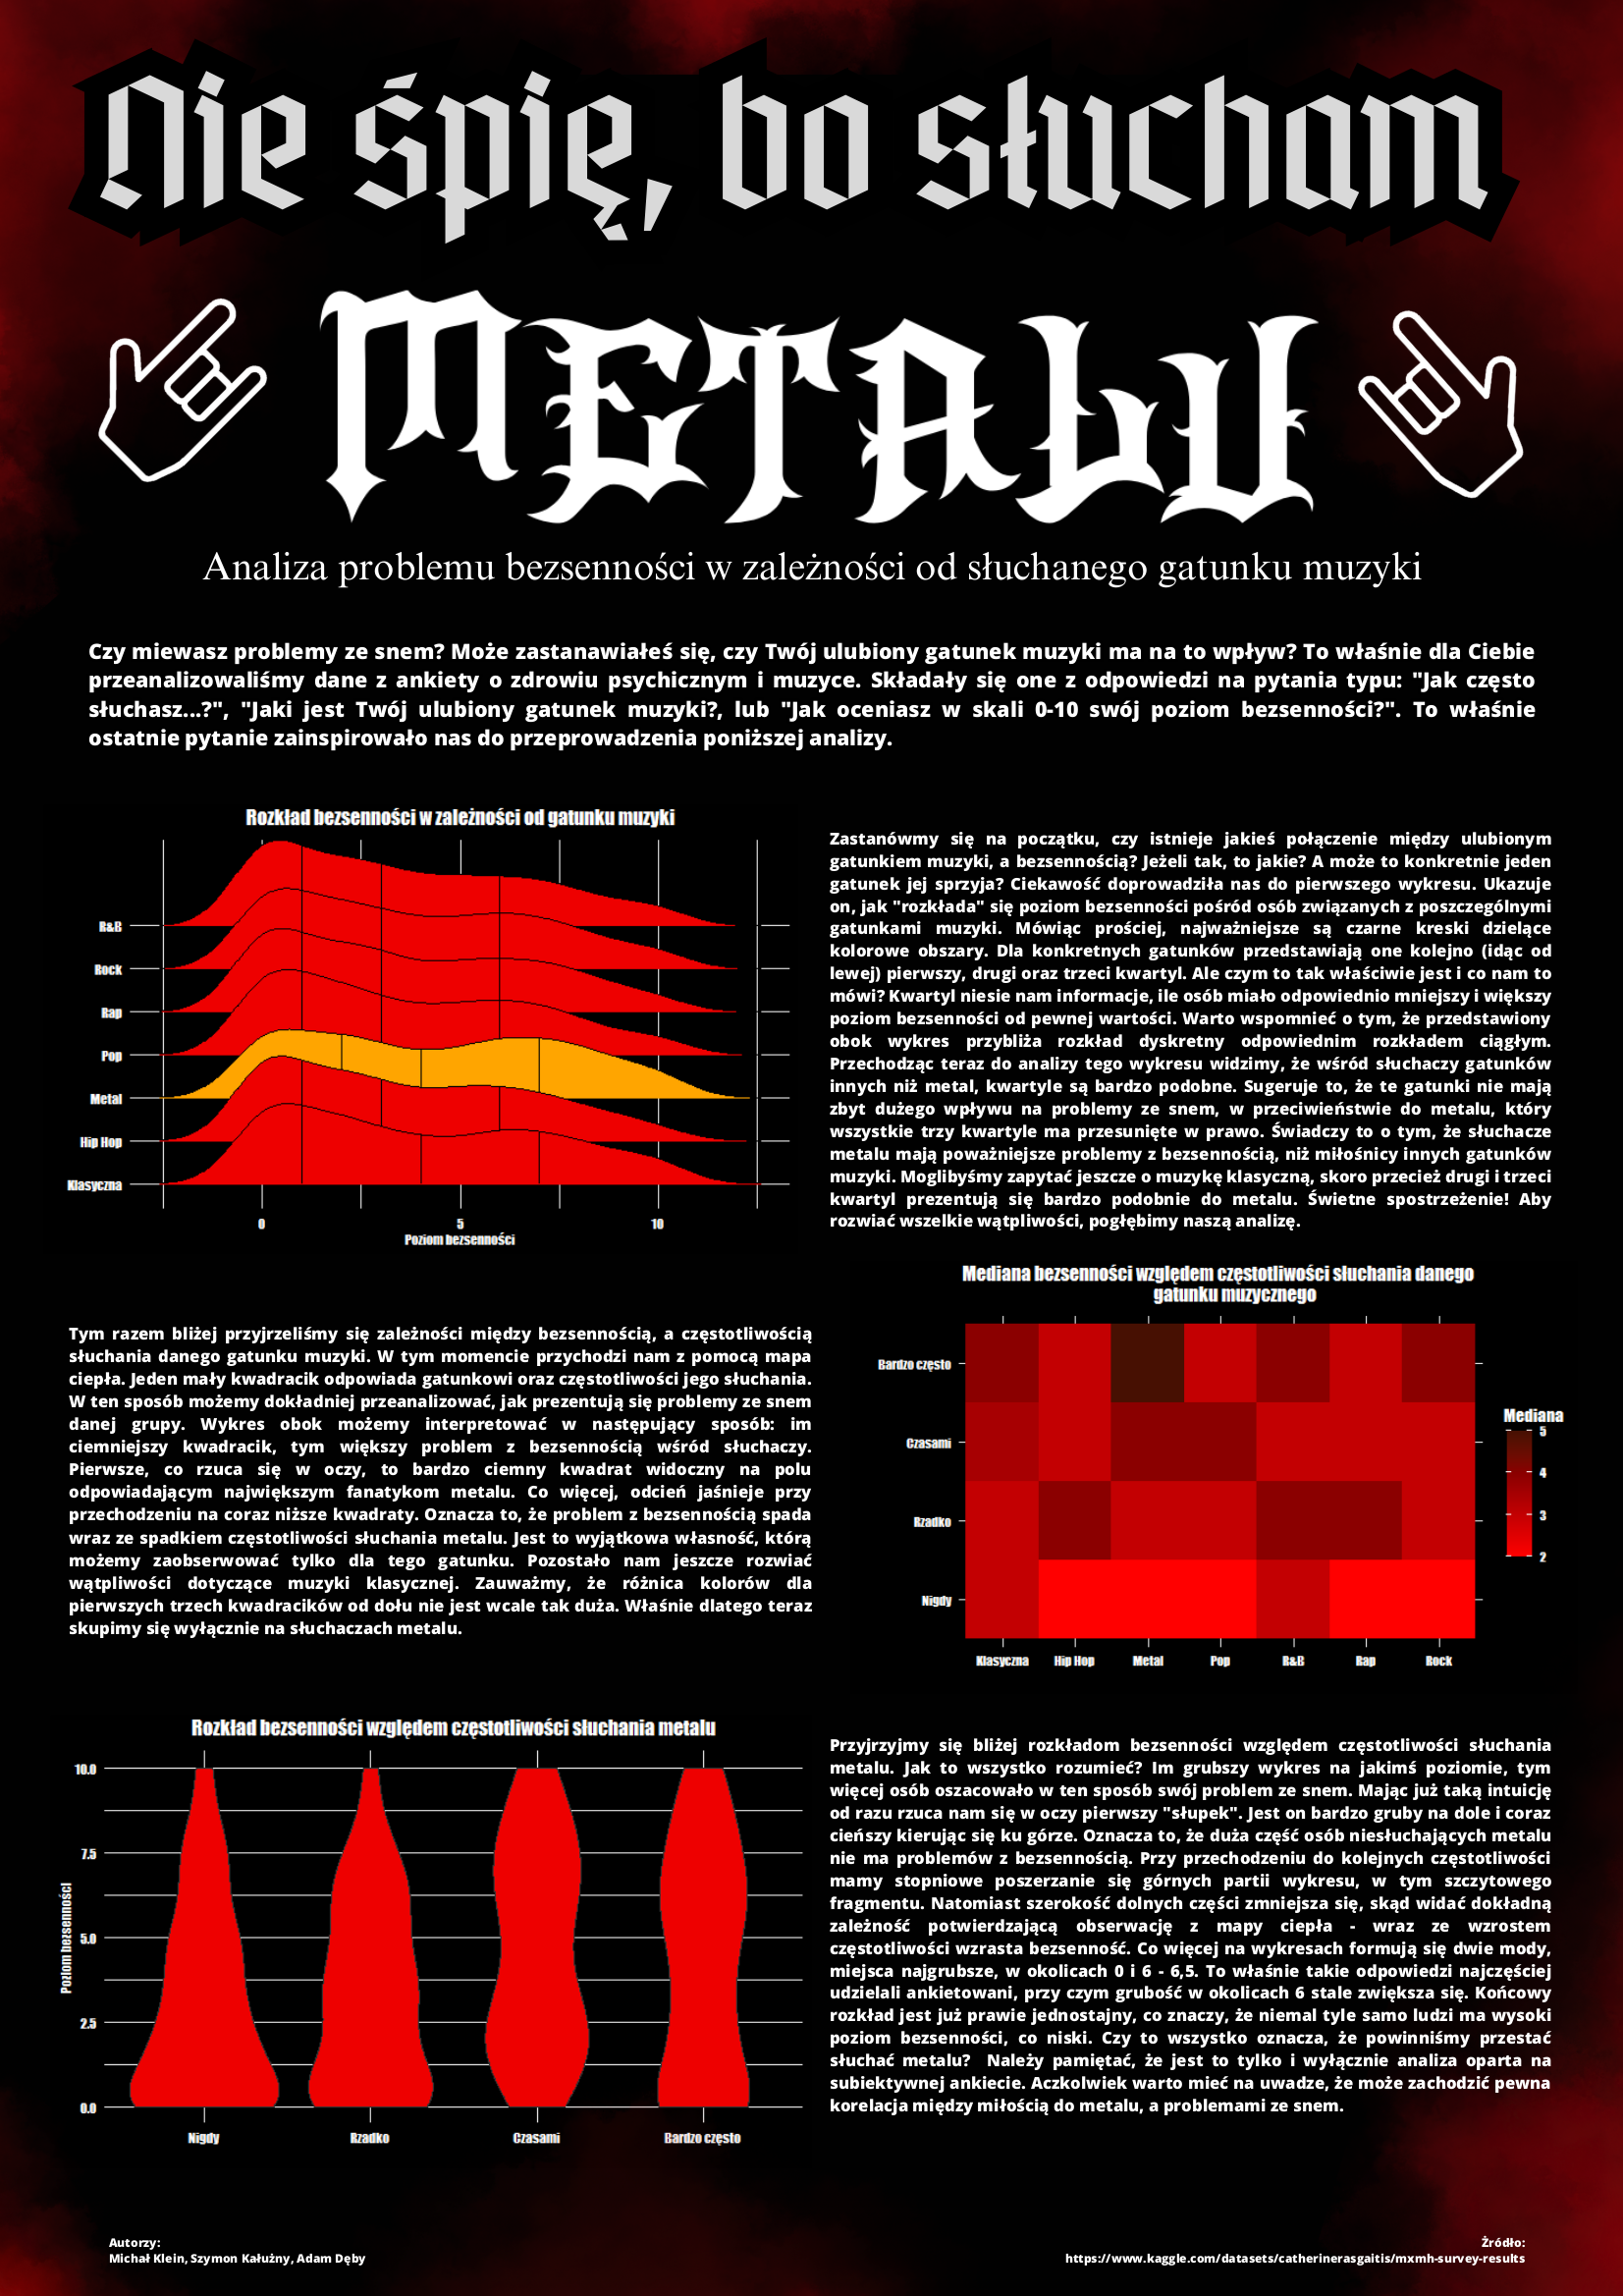 Nie śpię, bo słucham
METALU
Analiza problemu bezsenności w zależności od słuchanego gatunku muzyki
Czy miewasz problemy ze snem? Może zastanawiałeś się, czy Twój ulubiony gatunek muzyki ma na to wpływ? To właśnie dla Ciebie
przeanalizowaliśmy dane z ankiety o zdrowiu psychicznym i muzyce. Składały się one z odpowiedzi na pytania typu: "Jak często
słuchasz...?", "Jaki jest Twój ulubiony gatunek muzyki?, lub "Jak oceniasz w skali 0-10 swój poziom bezsenności?". To właśnie
ostatnie pytanie zainspirowało nas do przeprowadzenia poniższej analizy.
Rozkład bezsenności w zależności od gatunku muzyki
R&B
Rock
Rap
Pop
Metal
Hip Hop
Klasyczna
0
5
10
Poziom bezsenności
Zastanówmy się na początku, czy istnieje jakieś połączenie między ulubionym
gatunkiem muzyki, a bezsennością? Jeżeli tak, to jakie? A może to konkretnie jeden
gatunek jej sprzyja? Ciekawość doprowadziła nas do pierwszego wykresu. Ukazuje
on, jak "rozkłada" się poziom bezsenności pośród osób związanych z poszczególnymi
gatunkami muzyki. Mówiąc prościej, najważniejsze są czarne kreski dzielące
kolorowe obszary. Dla konkretnych gatunków przedstawiają one kolejno (idąc od
lewej) pierwszy, drugi oraz trzeci kwartyl. Ale czym to tak właściwie jest i co nam to
mówi? Kwartyl niesie nam informacje, ile osób miało odpowiednio mniejszy i większy
poziom bezsenności od pewnej wartości. Warto wspomnieć o tym, że przedstawiony
obok wykres przybliża rozkład dyskretny odpowiednim rozkładem ciągłym.
Przechodząc teraz do analizy tego wykresu widzimy, że wśród słuchaczy gatunków
innych niż metal, kwartyle są bardzo podobne. Sugeruje to, że te gatunki nie mają
zbyt dużego wpływu na problemy ze snem, w przeciwieństwie do metalu, który
wszystkie trzy kwartyle ma przesunięte w prawo. Świadczy to o tym, że słuchacze
metalu mają poważniejsze problemy z bezsennością, niż miłośnicy innych gatunków
muzyki. Moglibyśmy zapytać jeszcze o muzykę klasyczną, skoro przecież drugi i trzeci
kwartyl prezentują się bardzo podobnie do metalu. Świetne spostrzeżenie! Aby
rozwiać wszelkie wątpliwości, pogłębimy naszą analizę.
Tym razem bliżej przyjrzeliśmy się zależności między bezsennością, a częstotliwością
słuchania danego gatunku muzyki. W tym momencie przychodzi nam z pomocą mapa
ciepła. Jeden mały kwadracik odpowiada gatunkowi oraz częstotliwości jego słuchania.
W ten sposób możemy dokładniej przeanalizować, jak prezentują się problemy ze snem
danej grupy. Wykres obok możemy interpretować w następujący sposób: im
ciemniejszy kwadracik, tym większy problem z bezsennością wśród słuchaczy.
Pierwsze, co rzuca się w oczy, to bardzo ciemny kwadrat widoczny na polu
odpowiadającym największym fanatykom metalu. Co więcej, odcień jaśnieje przy
przechodzeniu na coraz niższe kwadraty. Oznacza to, że problem z bezsennością spada
wraz ze spadkiem częstotliwości słuchania metalu. Jest to wyjątkowa własność, którą
możemy zaobserwować tylko dla tego gatunku. Pozostało nam jeszcze rozwiać
wątpliwości dotyczące muzyki klasycznej. Zauważmy, że różnica kolorów dla
pierwszych trzech kwadracików od dołu nie jest wcale tak duża. Właśnie dlatego teraz
skupimy się wyłącznie na słuchaczach metalu.
Mediana bezsenności względem częstotliwości słuchania danego
gatunku muzycznego
Bardzo często
Czasami
Rzadko
Nigdy
Klasyczna
Hip Hop
Metal
Pop
R&B
Rap
Rock
Mediana
5
4
3
2
Rozkład bezsenności względem częstotliwości słuchania metalu
10.0
7.5
5.0
2.5
0.0
Poziom bezsenności
Nigdy
Rzadko
Czasami
Bardzo często
Przyjrzyjmy się bliżej rozkładom bezsenności względem częstotliwości słuchania
metalu. Jak to wszystko rozumieć? Im grubszy wykres na jakimś poziomie, tym
więcej osób oszacowało w ten sposób swój problem ze snem. Mając już taką intuicję
od razu rzuca nam się w oczy pierwszy "słupek". Jest on bardzo gruby na dole i coraz
cieńszy kierując się ku górze. Oznacza to, że duża część osób niesłuchających metalu
nie ma problemów z bezsennością. Przy przechodzeniu do kolejnych częstotliwości
mamy stopniowe poszerzanie się górnych partii wykresu, w tym szczytowego
fragmentu. Natomiast szerokość dolnych części zmniejsza się, skąd widać dokładną
zależność potwierdzającą obserwację z mapy ciepła - wraz ze wzrostem
częstotliwości wzrasta bezsenność. Co więcej na wykresach formują się dwie mody,
miejsca najgrubsze, w okolicach 0 i 6 - 6,5. To właśnie takie odpowiedzi najczęściej
udzielali ankietowani, przy czym grubość w okolicach 6 stale zwiększa się. Końcowy
rozkład jest już prawie jednostajny, co znaczy, że niemal tyle samo ludzi ma wysoki
poziom bezsenności, co niski. Czy to wszystko oznacza, że powinniśmy przestać
słuchać metalu? Należy pamiętać, że jest to tylko i wyłącznie analiza oparta na
subiektywnej ankiecie. Aczkolwiek warto mieć na uwadze, że może zachodzić pewna
korelacja między miłością do metalu, a problemami ze snem.
Autorzy:
Michał Klein, Szymon Kałużny, Adam Dęby
Źródło:
https://www.kaggle.com/datasets/catherinerasgaitis/mxmh-survey-results